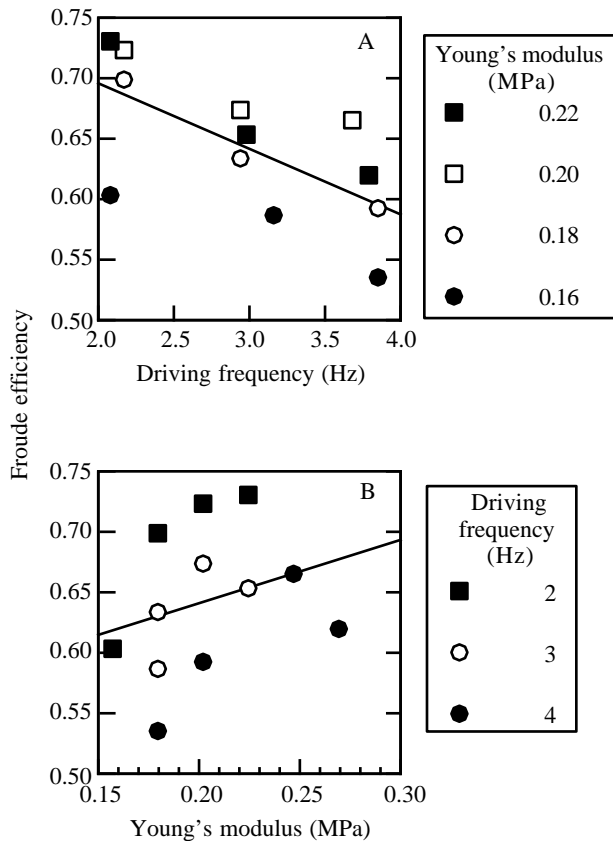 Froude efficiency
A
0.75
0.70
0.65
0.60
0.55
0.50
2.0 2.5 3.0 3.5 4.0
Driving frequency (Hz)
Young's modulus
(MPa)
0.22
0.20
0.18
0.16
B
0.75
0.70
0.65
0.60
0.55
0.50
0.15 0.20 0.25 0.30
Young's modulus (MPa)
Driving
frequency
(Hz)
2
3
4